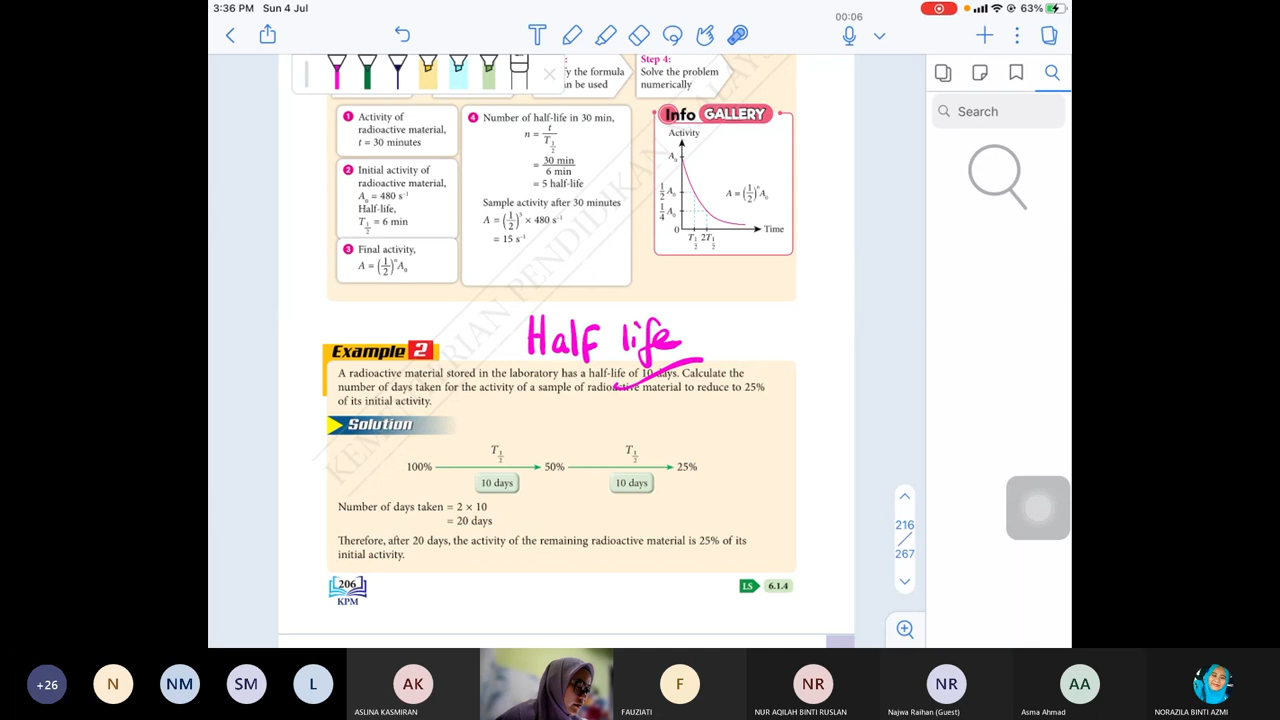 3:36 PM Sun 4 Jul
63%
00:06
fy the formula
an be used
Step 4:
Solve the problem
numerically
Search
1 Activity of
radioactive material,
t = 30 minutes
2 Initial activity of
radioactive material,
A₀ = 480 s⁻¹
Half-life,
T½ = 6 min
3 Final activity,
A = (1/2)ⁿA₀
4 Number of half-life in 30 min,
n = t/T½
= 30 min/6 min
= 5 half-life
Sample activity after 30 minutes
A = (1/2)⁵ × 480 s⁻¹
= 15 s⁻¹
Info GALLERY
Activity
A₀
½A₀
¼A₀
0
T½ 2T½
Time
A = (1/2)ⁿA₀
KEMENTERIAN PENDIDIKAN MALAYS
Half life
Example 2
A radioactive material stored in the laboratory has a half-life of 10 days. Calculate the
number of days taken for the activity of a sample of radioactive material to reduce to 25%
of its initial activity.
Solution
T½ T½
100% 50% 25%
10 days 10 days
Number of days taken = 2 × 10
= 20 days
Therefore, after 20 days, the activity of the remaining radioactive material is 25% of its
initial activity.
206
KPM
LS 6.1.4
216
267
+26
N
NM
SM
L
AK
F
NR
NR
AA
ASLINA KASMIRAN
FAUZIATI
NUR AQILAH BINTI RUSLAN
Najwa Raihan (Guest)
Asma Ahmad
NORAZILA BINTI AZMI